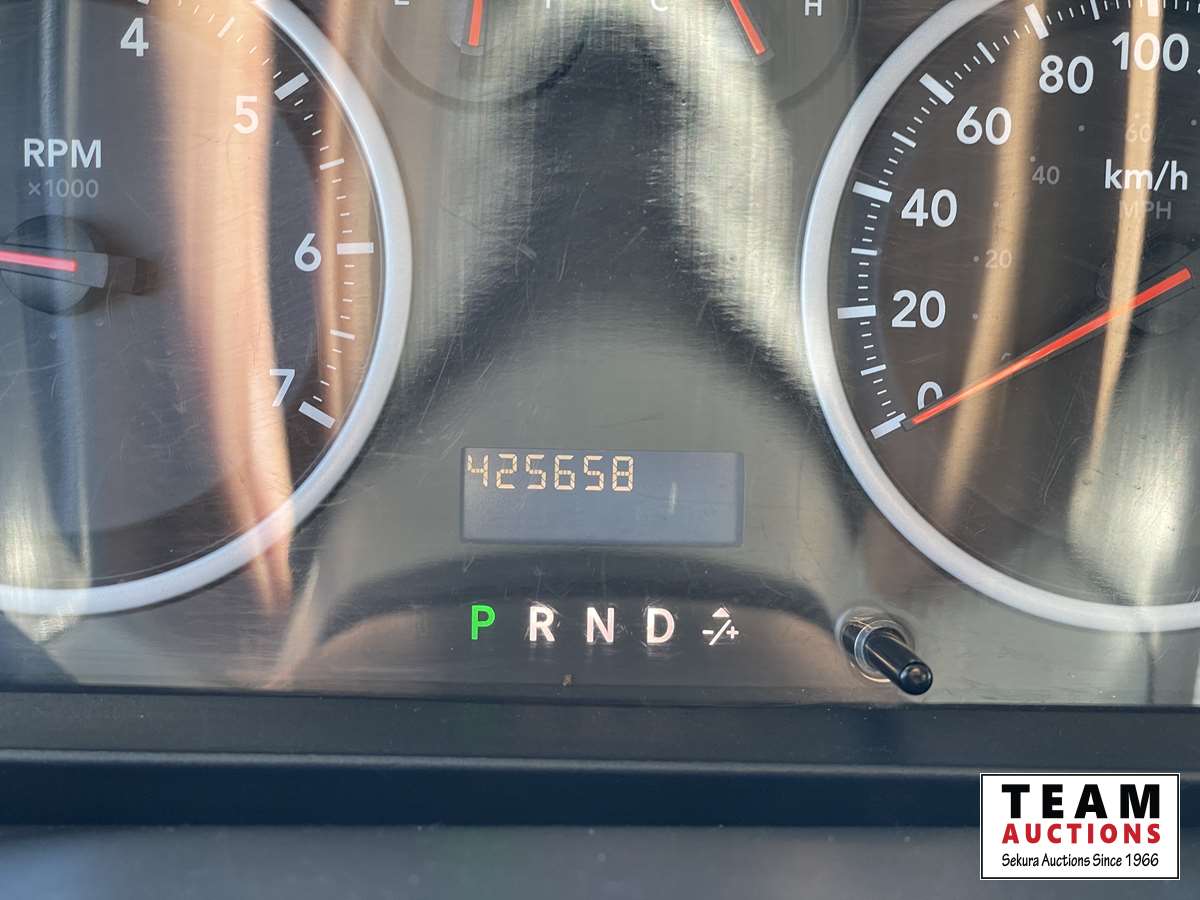 E F C H
4
5
6
7
RPM
×1000
0
20
40
60
80
100
km/h
MPH
20
40
60
425658
P R N D -/+
TEAM
AUCTIONS
Sekura Auctions Since 1966